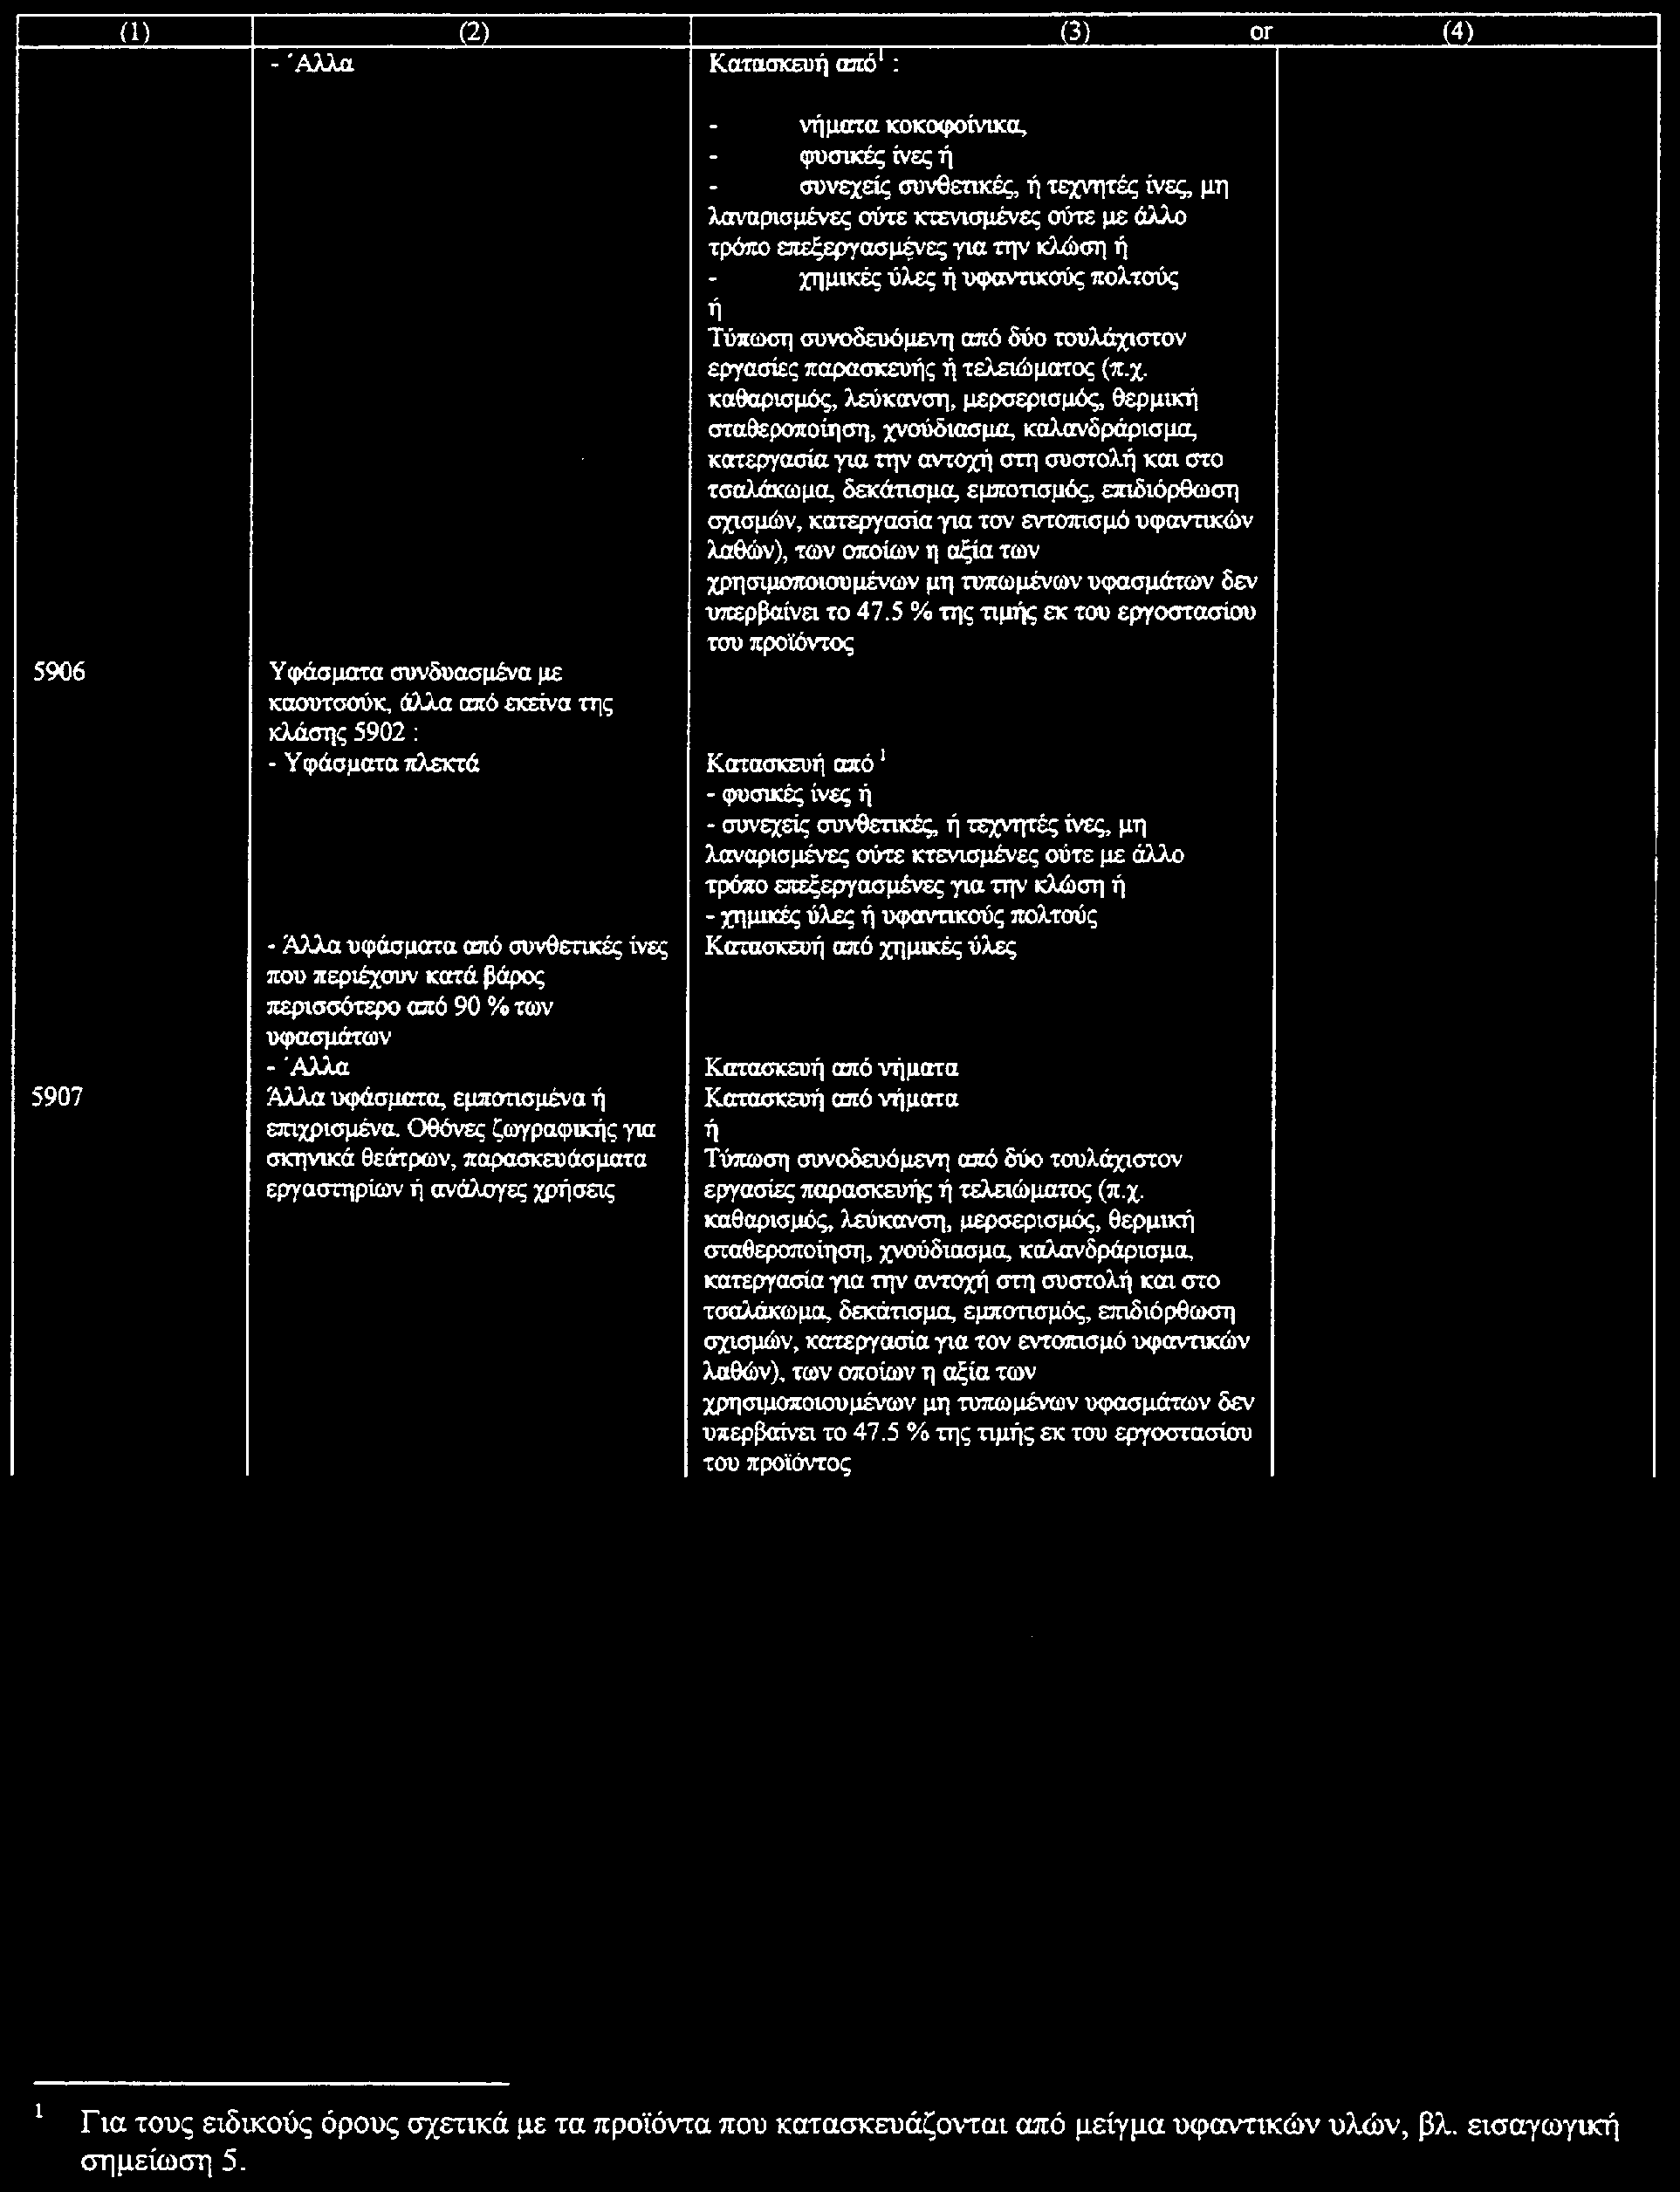 (1) (2) (3) or (4)
- Άλλα Κατασκευή από¹ :
- νήματα κοκοφοίνικα,
- φυσικές ίνες ή
- συνεχείς συνθετικές, ή τεχνητές ίνες, μη
λαναρισμένες ούτε κτενισμένες ούτε με άλλο
τρόπο επεξεργασμένες για την κλώση ή
- χημικές ύλες ή υφαντικούς πολτούς
ή
Τύπωση συνοδευόμενη από δύο τουλάχιστον
εργασίες παρασκευής ή τελειώματος (π.χ.
καθαρισμός, λεύκανση, μερσερισμός, θερμική
σταθεροποίηση, χνούδιασμα, καλανδράρισμα,
κατεργασία για την αντοχή στη συστολή και στο
τσαλάκωμα, δεκάτισμα, εμποτισμός, επιδιόρθωση
σχισμών, κατεργασία για τον εντοπισμό υφαντικών
λαθών), των οποίων η αξία των
χρησιμοποιουμένων μη τυπωμένων υφασμάτων δεν
υπερβαίνει το 47.5 % της τιμής εκ του εργοστασίου
του προϊόντος
5906 Υφάσματα συνδυασμένα με
καουτσούκ, άλλα από εκείνα της
κλάσης 5902 :
- Υφάσματα πλεκτά Κατασκευή από ¹
- φυσικές ίνες ή
- συνεχείς συνθετικές, ή τεχνητές ίνες, μη
λαναρισμένες ούτε κτενισμένες ούτε με άλλο
τρόπο επεξεργασμένες για την κλώση ή
- χημικές ύλες ή υφαντικούς πολτούς
- Άλλα υφάσματα από συνθετικές ίνες Κατασκευή από χημικές ύλες
που περιέχουν κατά βάρος
περισσότερο από 90 % των
υφασμάτων
- Άλλα Κατασκευή από νήματα
5907 Άλλα υφάσματα, εμποτισμένα ή Κατασκευή από νήματα
επιχρισμένα. Οθόνες ζωγραφικής για ή
σκηνικά θεάτρων, παρασκευάσματα Τύπωση συνοδευόμενη από δύο τουλάχιστον
εργαστηρίων ή ανάλογες χρήσεις εργασίες παρασκευής ή τελειώματος (π.χ.
καθαρισμός, λεύκανση, μερσερισμός, θερμική
σταθεροποίηση, χνούδιασμα, καλανδράρισμα,
κατεργασία για την αντοχή στη συστολή και στο
τσαλάκωμα, δεκάτισμα, εμποτισμός, επιδιόρθωση
σχισμών, κατεργασία για τον εντοπισμό υφαντικών
λαθών), των οποίων η αξία των
χρησιμοποιουμένων μη τυπωμένων υφασμάτων δεν
υπερβαίνει το 47.5 % της τιμής εκ του εργοστασίου
του προϊόντος
¹ Για τους ειδικούς όρους σχετικά με τα προϊόντα που κατασκευάζονται από μείγμα υφαντικών υλών, βλ. εισαγωγική
σημείωση 5.